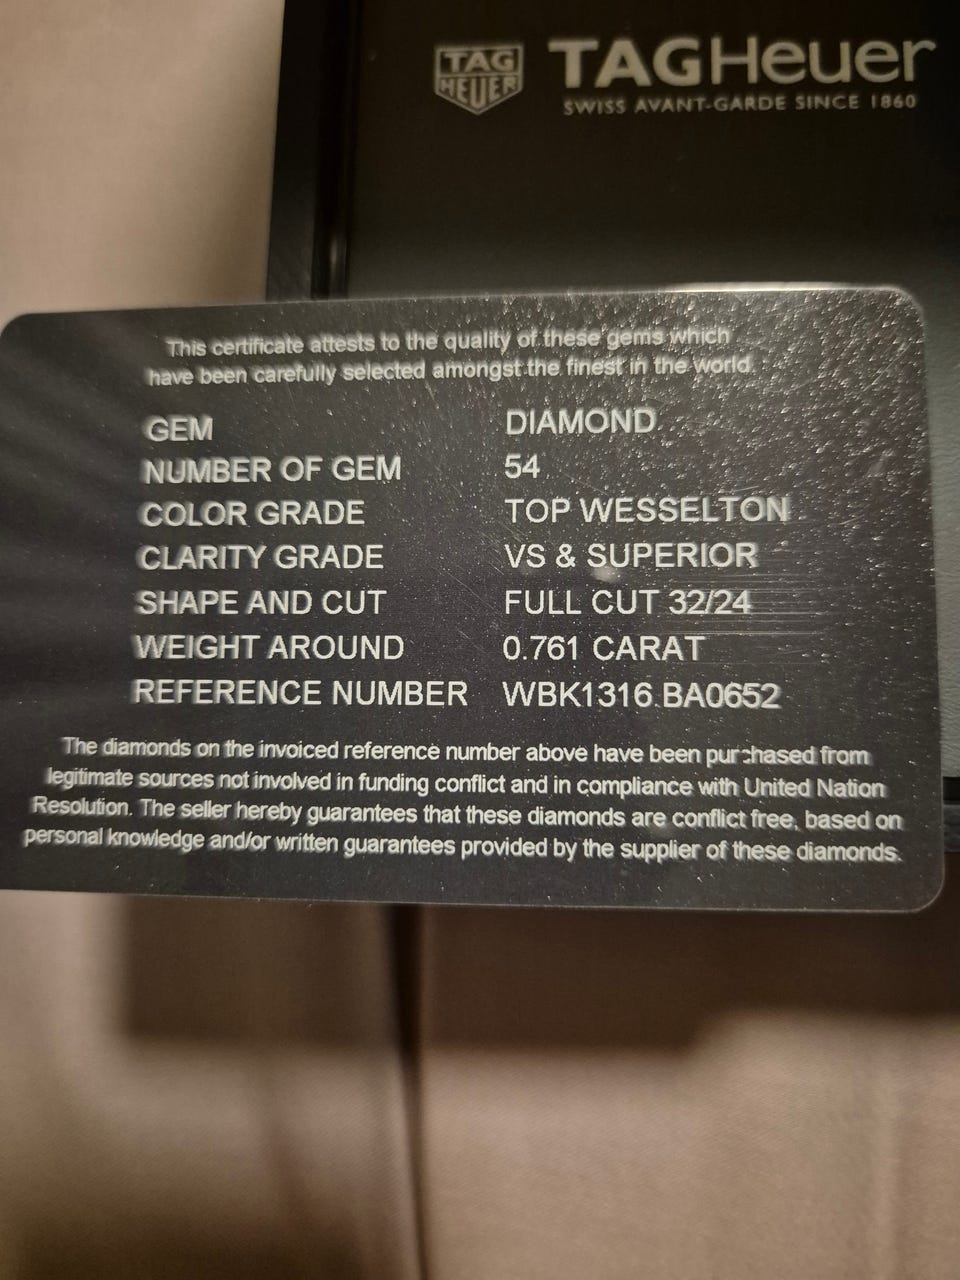 TAG
HEUER
TAGHeuer
SWISS AVANT-GARDE SINCE 1860
This certificate attests to the quality of these gems which
have been carefully selected amongst the finest in the world.
GEM DIAMOND
NUMBER OF GEM 54
COLOR GRADE TOP WESSELTON
CLARITY GRADE VS & SUPERIOR
SHAPE AND CUT FULL CUT 32/24
WEIGHT AROUND 0.761 CARAT
REFERENCE NUMBER WBK1316.BA0652
The diamonds on the invoiced reference number above have been purchased from
legitimate sources not involved in funding conflict and in compliance with United Nation
Resolution. The seller hereby guarantees that these diamonds are conflict free, based on
personal knowledge and/or written guarantees provided by the supplier of these diamonds.